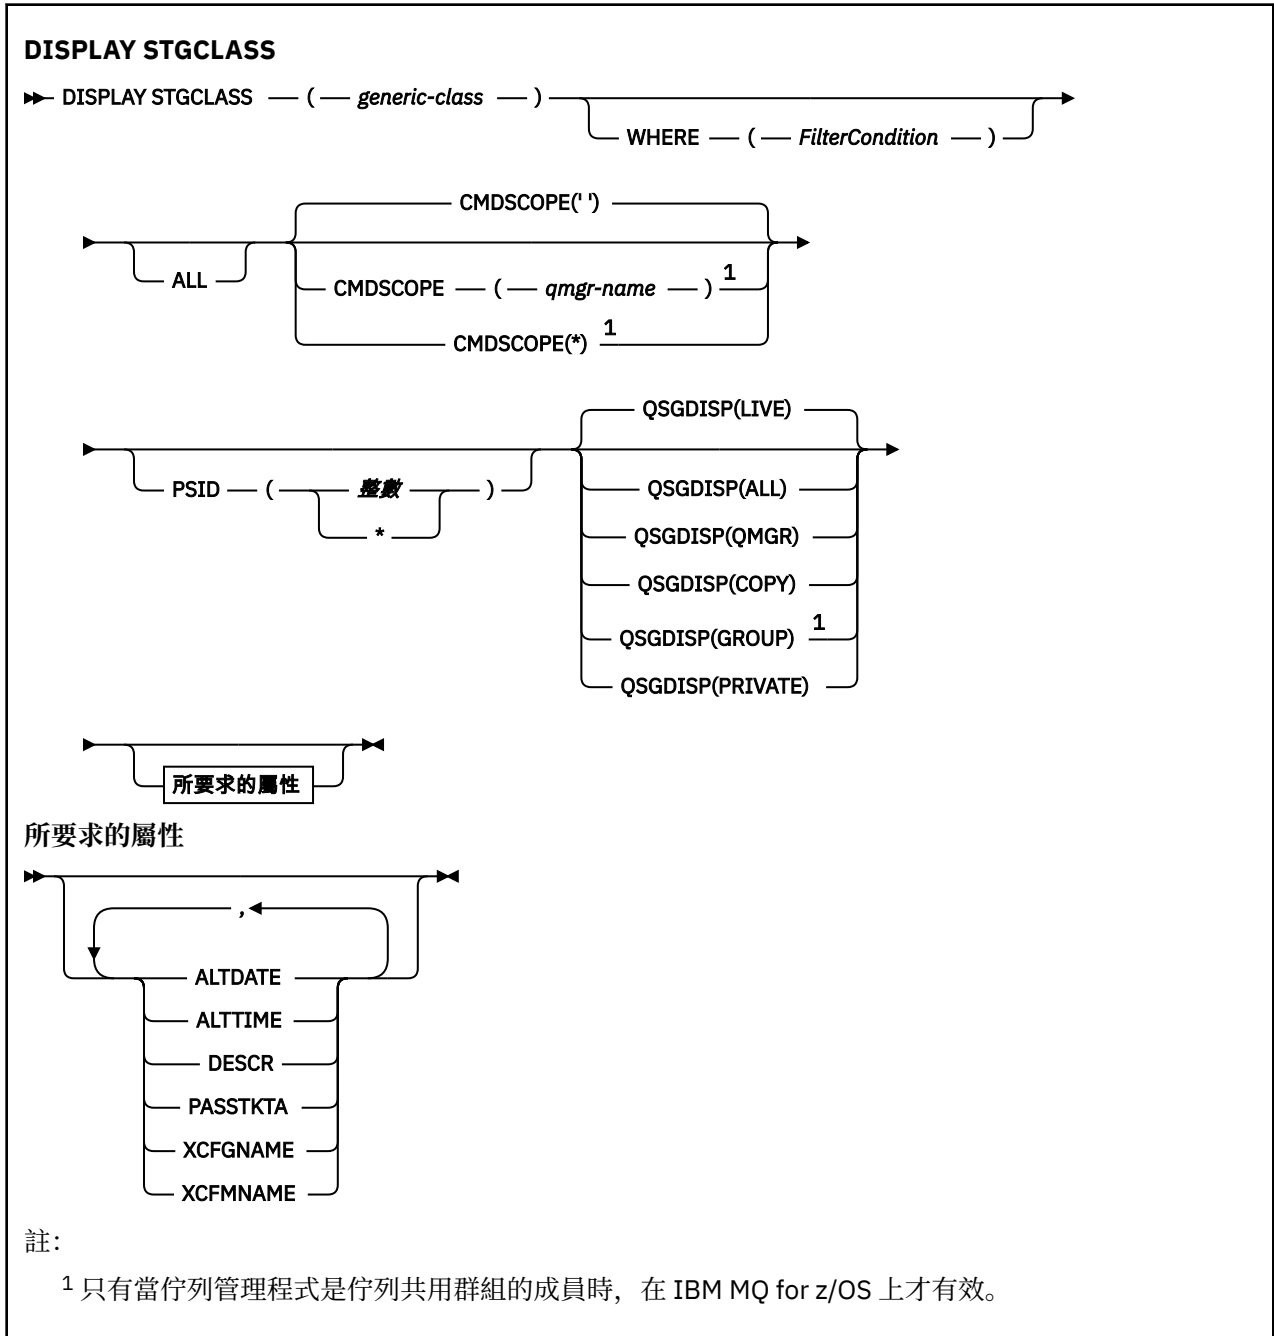 DISPLAY STGCLASS
DISPLAY STGCLASS ( generic-class )
WHERE ( FilterCondition )
CMDSCOPE(' ')
ALL
CMDSCOPE ( qmgr-name ) 1
CMDSCOPE(*) 1
QSGDISP(LIVE)
PSID ( 整數 )
*
QSGDISP(ALL)
QSGDISP(QMGR)
QSGDISP(COPY)
QSGDISP(GROUP) 1
QSGDISP(PRIVATE)
所要求的屬性
所要求的屬性
,
ALTDATE
ALTTIME
DESCR
PASSTKTA
XCFGNAME
XCFMNAME
註：
1 只有當佇列管理程式是佇列共用群組的成員時，在 IBM MQ for z/OS 上才有效。